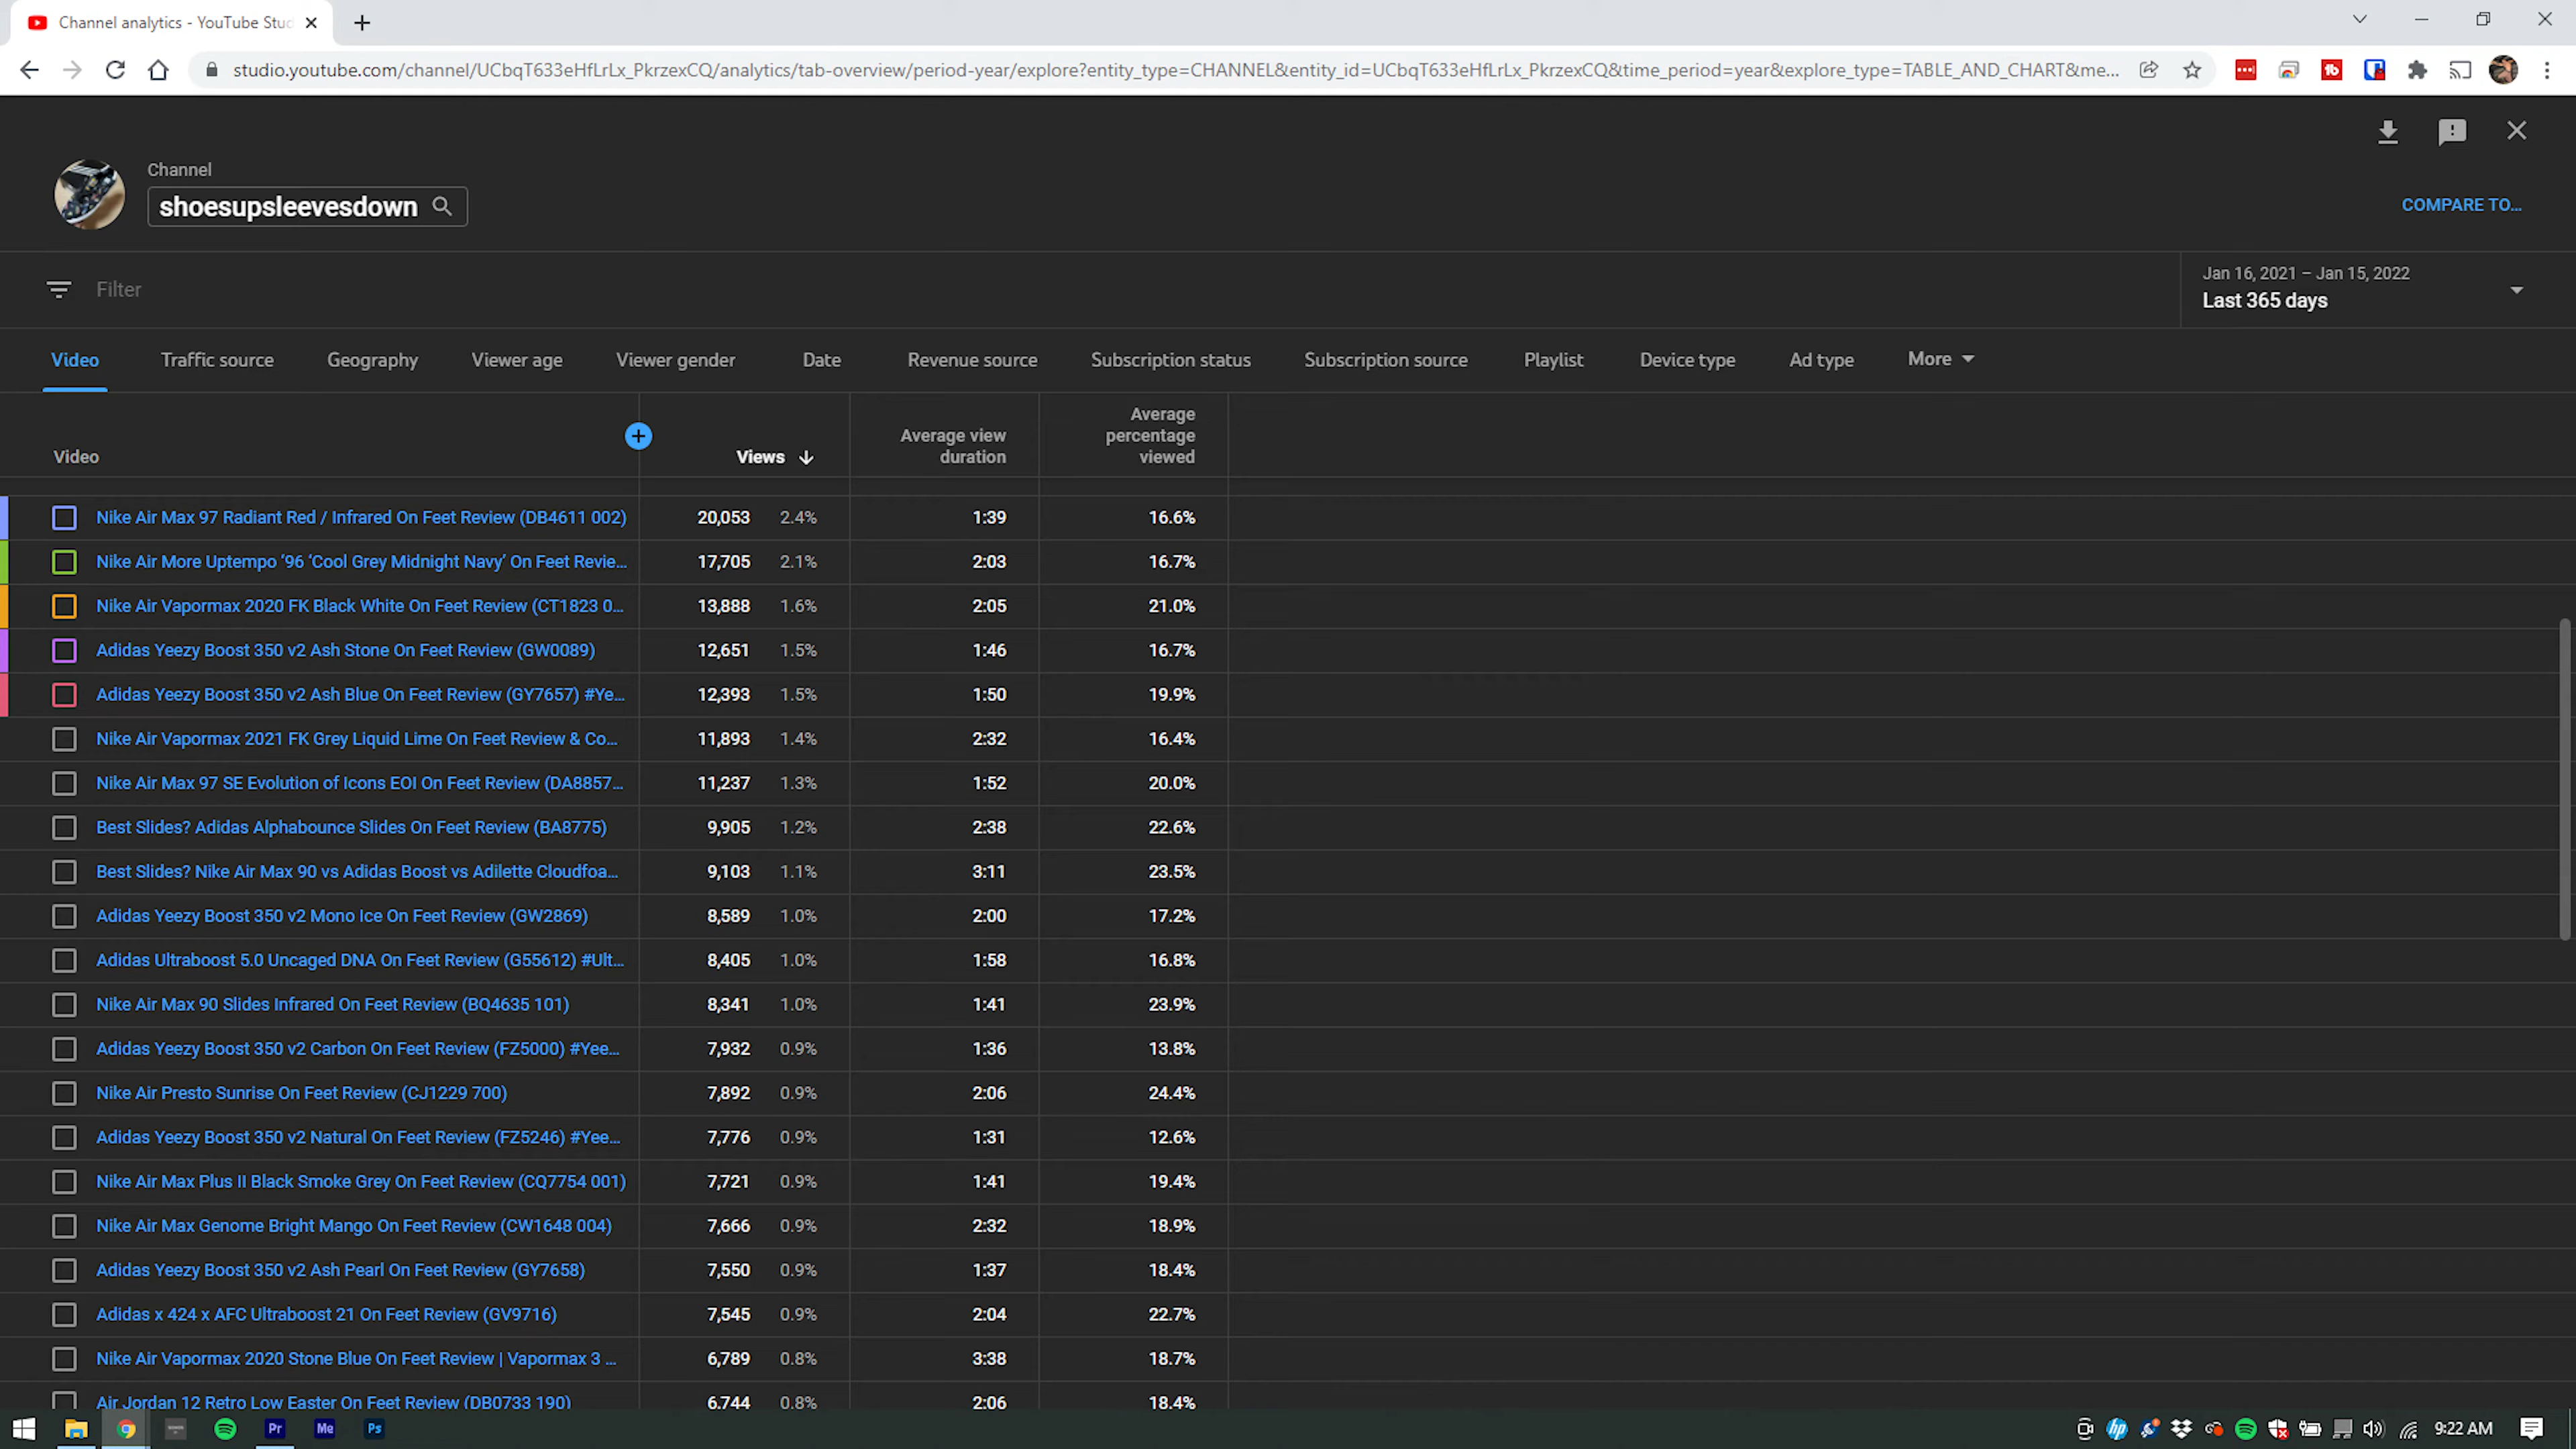 Channel analytics - YouTube Stu
studio.youtube.com/channel/UCbqT633eHfLrLx_PkrzexCQ/analytics/tab-overview/period-year/explore?entity_type=CHANNEL&entity_id=UCbqT633eHfLrLx_PkrzexCQ&time_period=year&explore_type=TABLE_AND_CHART&me...
Channel
shoesupsleevesdown
COMPARE TO...
Filter
Jan 16, 2021 – Jan 15, 2022
Last 365 days
Video Traffic source Geography Viewer age Viewer gender Date Revenue source Subscription status Subscription source Playlist Device type Ad type More
Video Views Average view duration Average percentage viewed
Nike Air Max 97 Radiant Red / Infrared On Feet Review (DB4611 002) 20,053 2.4% 1:39 16.6%
Nike Air More Uptempo '96 'Cool Grey Midnight Navy' On Feet Revie... 17,705 2.1% 2:03 16.7%
Nike Air Vapormax 2020 FK Black White On Feet Review (CT1823 0... 13,888 1.6% 2:05 21.0%
Adidas Yeezy Boost 350 v2 Ash Stone On Feet Review (GW0089) 12,651 1.5% 1:46 16.7%
Adidas Yeezy Boost 350 v2 Ash Blue On Feet Review (GY7657) #Ye... 12,393 1.5% 1:50 19.9%
Nike Air Vapormax 2021 FK Grey Liquid Lime On Feet Review & Co... 11,893 1.4% 2:32 16.4%
Nike Air Max 97 SE Evolution of Icons EOI On Feet Review (DA8857... 11,237 1.3% 1:52 20.0%
Best Slides? Adidas Alphabounce Slides On Feet Review (BA8775) 9,905 1.2% 2:38 22.6%
Best Slides? Nike Air Max 90 vs Adidas Boost vs Adilette Cloudfoa... 9,103 1.1% 3:11 23.5%
Adidas Yeezy Boost 350 v2 Mono Ice On Feet Review (GW2869) 8,589 1.0% 2:00 17.2%
Adidas Ultraboost 5.0 Uncaged DNA On Feet Review (G55612) #Ult... 8,405 1.0% 1:58 16.8%
Nike Air Max 90 Slides Infrared On Feet Review (BQ4635 101) 8,341 1.0% 1:41 23.9%
Adidas Yeezy Boost 350 v2 Carbon On Feet Review (FZ5000) #Yee... 7,932 0.9% 1:36 13.8%
Nike Air Presto Sunrise On Feet Review (CJ1229 700) 7,892 0.9% 2:06 24.4%
Adidas Yeezy Boost 350 v2 Natural On Feet Review (FZ5246) #Yee... 7,776 0.9% 1:31 12.6%
Nike Air Max Plus II Black Smoke Grey On Feet Review (CQ7754 001) 7,721 0.9% 1:41 19.4%
Nike Air Max Genome Bright Mango On Feet Review (CW1648 004) 7,666 0.9% 2:32 18.9%
Adidas Yeezy Boost 350 v2 Ash Pearl On Feet Review (GY7658) 7,550 0.9% 1:37 18.4%
Adidas x 424 x AFC Ultraboost 21 On Feet Review (GV9716) 7,545 0.9% 2:04 22.7%
Nike Air Vapormax 2020 Stone Blue On Feet Review | Vapormax 3 ... 6,789 0.8% 3:38 18.7%
Air Jordan 12 Retro Low Easter On Feet Review (DB0733 190) 6,744 0.8% 2:06 18.4%
Pr Me Ps hp 9:22 AM